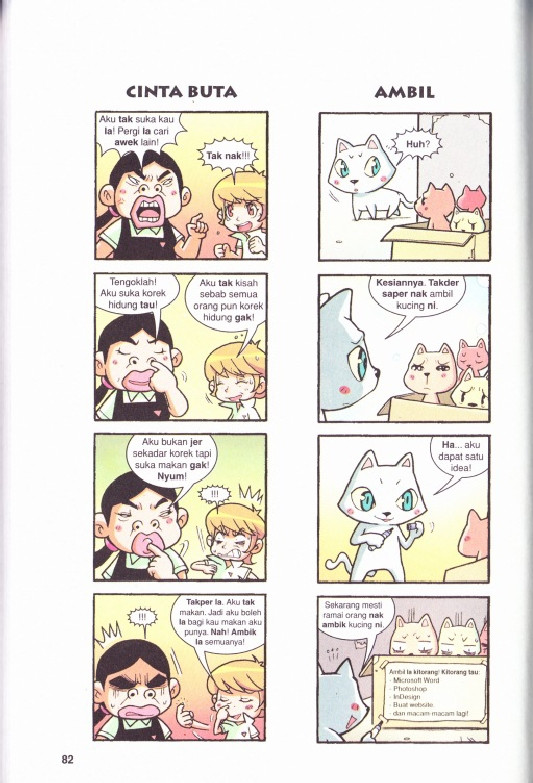 CINTA BUTA
Aku tak suka kau
la! Pergi la cari
awek lain!
Tak nak!!!!
Tengoklah!
Aku suka korek
hidung tau!
Aku tak kisah
sebab semua
orang pun korek
hidung gak!
Aku bukan jer
sekadar korek tapi
suka makan gak!
Nyum!
!!!
!!!
Takper la. Aku tak
makan. Jadi aku boleh
la bagi kau makan aku
punya. Nah! Ambik
la semuanya!
AMBIL
Huh?
Kesiannya. Takder
saper nak ambil
kucing ni.
Ha... aku
dapat satu
idea!
Sekarang mesti
ramai orang nak
ambik kucing ni.
Ambil la kitorang! Kitorang tau:
- Microsoft Word
- Photoshop
- InDesign
- Buat website
- dan macam-macam lagi!
82